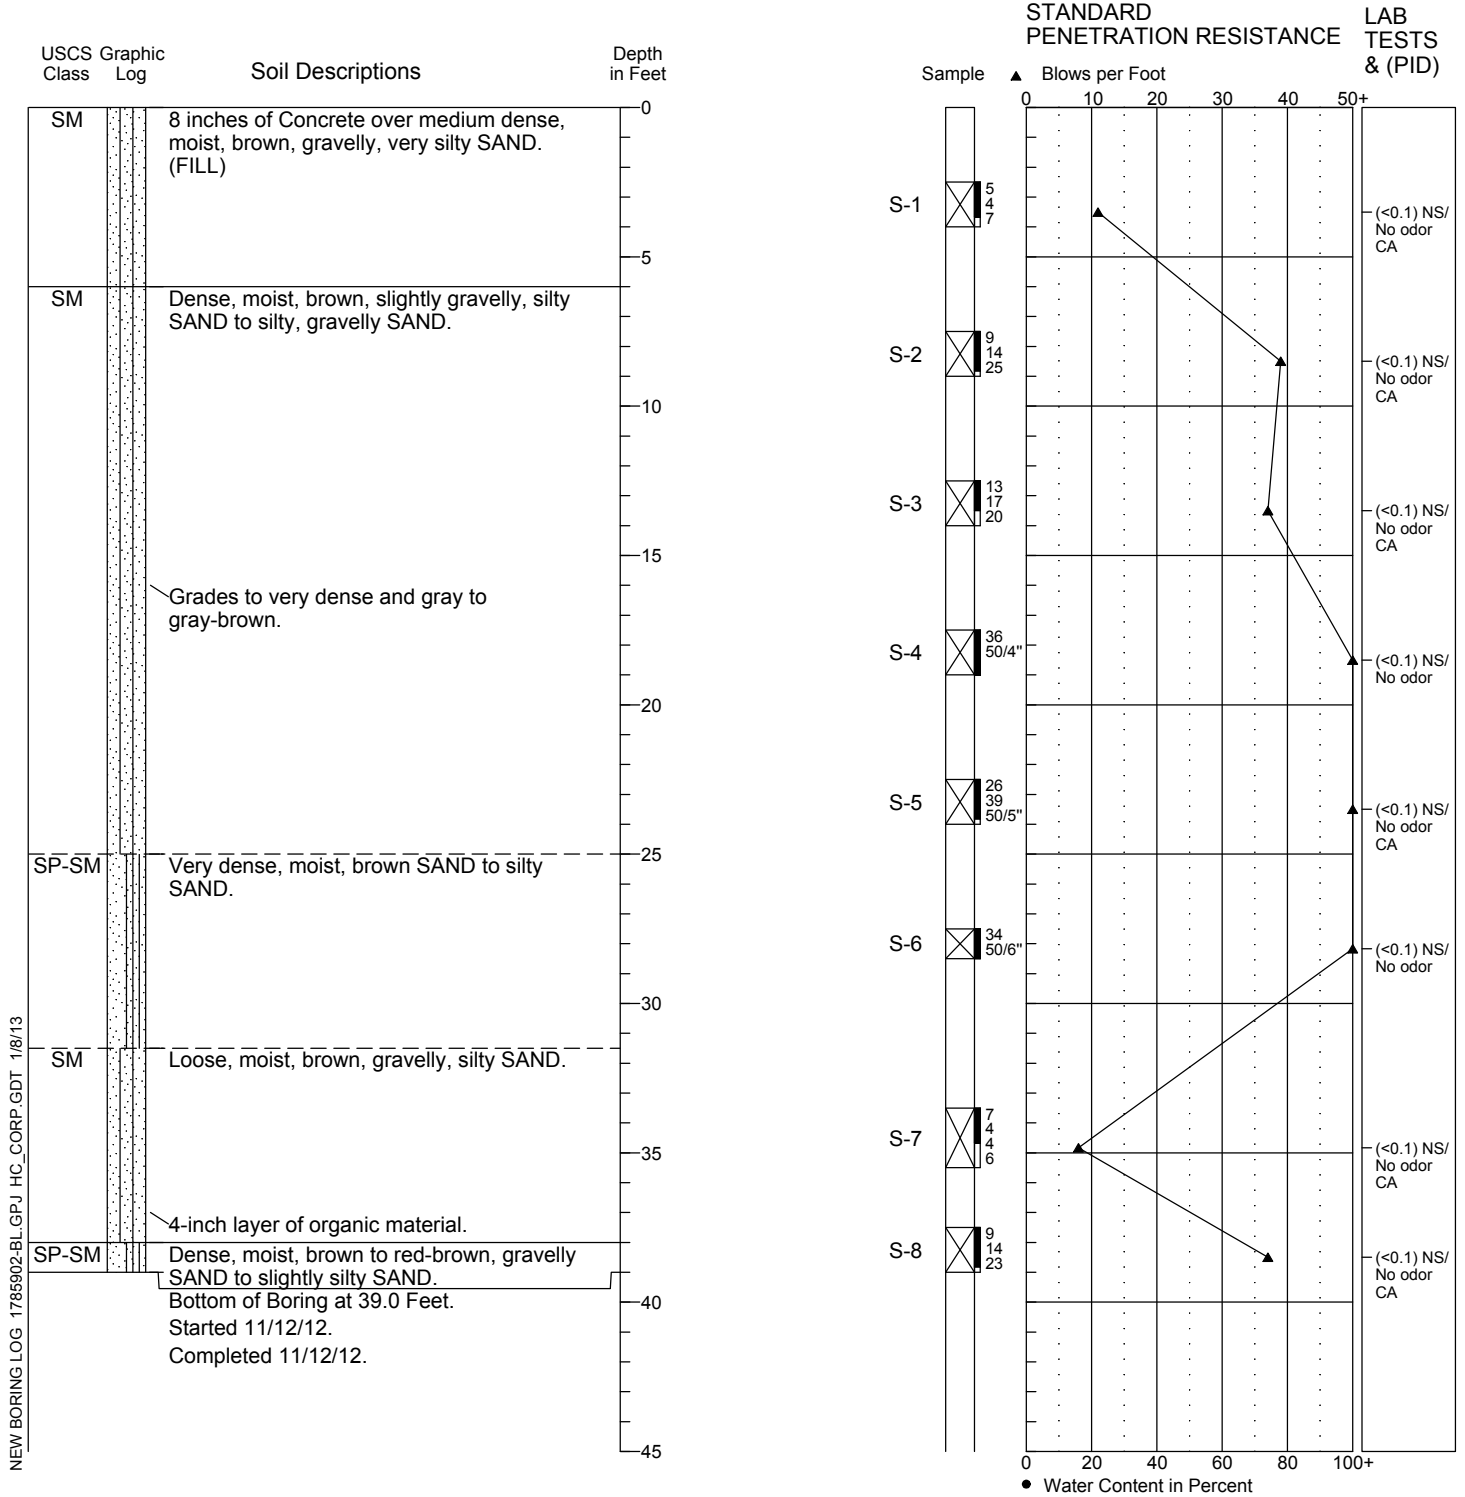 STANDARD
PENETRATION RESISTANCE
LAB
TESTS
& (PID)
USCS
Class
Graphic
Log
Soil Descriptions
Depth
in Feet
Sample
▲ Blows per Foot
0 10 20 30 40 50+
SM
8 inches of Concrete over medium dense,
moist, brown, gravelly, very silty SAND.
(FILL)
SM
Dense, moist, brown, slightly gravelly, silty
SAND to silty, gravelly SAND.
Grades to very dense and gray to
gray-brown.
SP-SM
Very dense, moist, brown SAND to silty
SAND.
SM
Loose, moist, brown, gravelly, silty SAND.
4-inch layer of organic material.
SP-SM
Dense, moist, brown to red-brown, gravelly
SAND to slightly silty SAND.
Bottom of Boring at 39.0 Feet.
Started 11/12/12.
Completed 11/12/12.
0
5
10
15
20
25
30
35
40
45
S-1
5
4
7
(<0.1) NS/
No odor
CA
S-2
9
14
25
(<0.1) NS/
No odor
CA
S-3
13
17
20
(<0.1) NS/
No odor
CA
S-4
36
50/4"
(<0.1) NS/
No odor
S-5
26
39
50/5"
(<0.1) NS/
No odor
CA
S-6
34
50/6"
(<0.1) NS/
No odor
S-7
7
4
4
6
(<0.1) NS/
No odor
CA
S-8
9
14
23
(<0.1) NS/
No odor
CA
0 20 40 60 80 100+
● Water Content in Percent
NEW BORING LOG 1785902-BL.GPJ HC_CORP.GDT 1/8/13